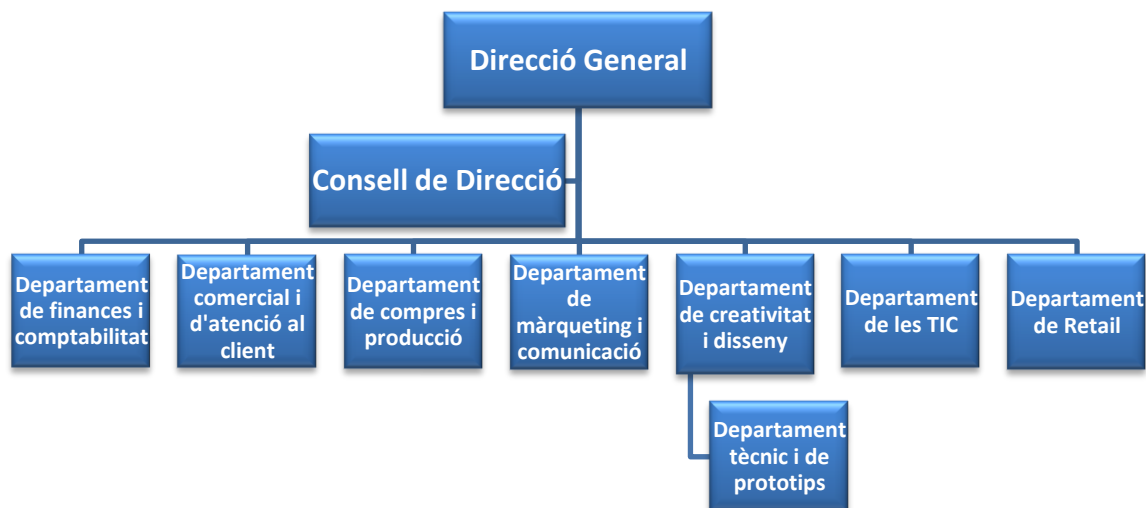 Direcció General
Consell de Direcció
Departament
de finances i
comptabilitat
Departament
comercial i
d'atenció al
client
Departament
de compres i
producció
Departament
de
màrqueting i
comunicació
Departament
de creativitat
i disseny
Departament
de les TIC
Departament
de Retail
Departament
tècnic i de
prototips